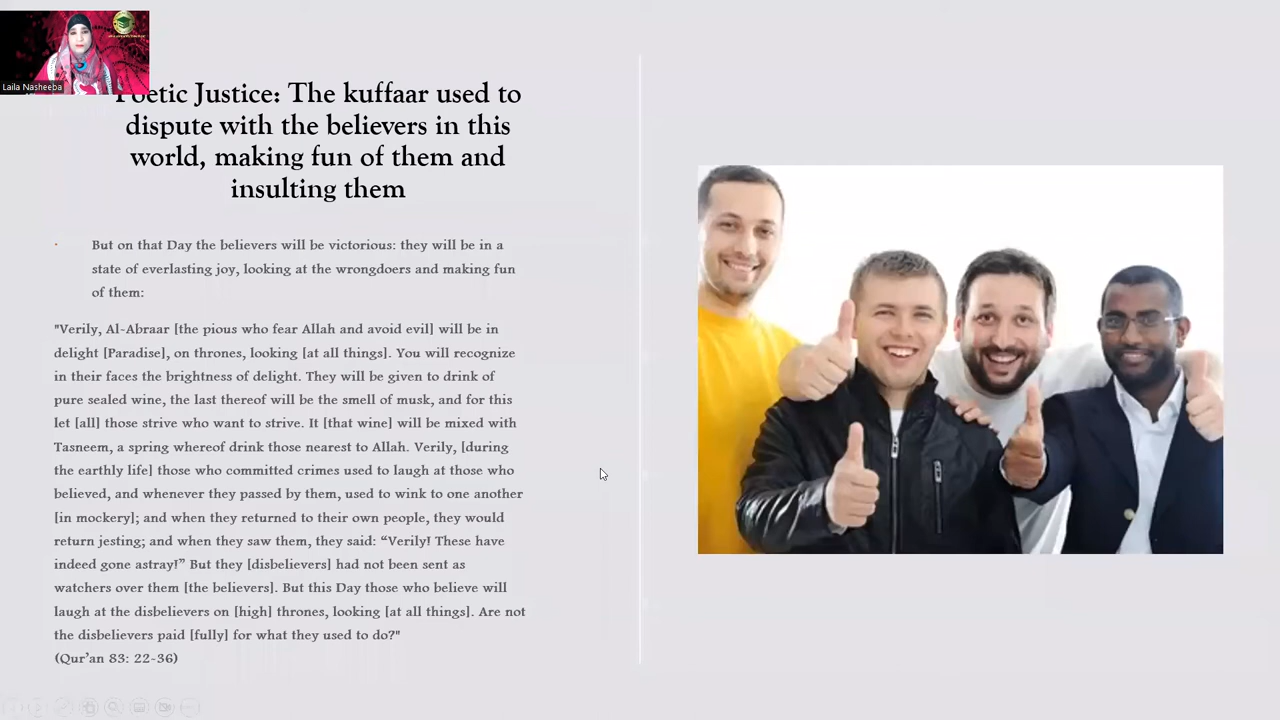 Laila Nasheeba
Poetic Justice: The kuffaar used to
dispute with the believers in this
world, making fun of them and
insulting them
· But on that Day the believers will be victorious: they will be in a
state of everlasting joy, looking at the wrongdoers and making fun
of them:
"Verily, Al-Abraar [the pious who fear Allah and avoid evil] will be in
delight [Paradise], on thrones, looking [at all things]. You will recognize
in their faces the brightness of delight. They will be given to drink of
pure sealed wine, the last thereof will be the smell of musk, and for this
let [all] those strive who want to strive. It [that wine] will be mixed with
Tasneem, a spring whereof drink those nearest to Allah. Verily, [during
the earthly life] those who committed crimes used to laugh at those who
believed, and whenever they passed by them, used to wink to one another
[in mockery]; and when they returned to their own people, they would
return jesting; and when they saw them, they said: “Verily! These have
indeed gone astray!” But they [disbelievers] had not been sent as
watchers over them [the believers]. But this Day those who believe will
laugh at the disbelievers on [high] thrones, looking [at all things]. Are not
the disbelievers paid [fully] for what they used to do?"
(Qur’an 83: 22-36)